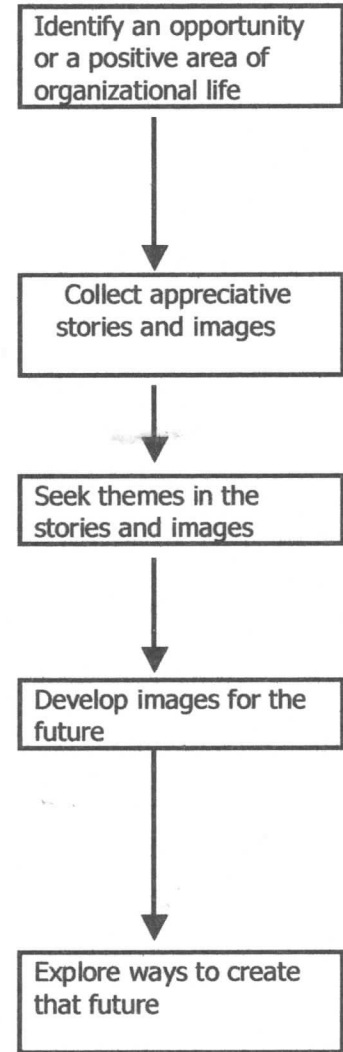 Identify an opportunity
or a positive area of
organizational life
Collect appreciative
stories and images
Seek themes in the
stories and images
Develop images for the
future
Explore ways to create
that future